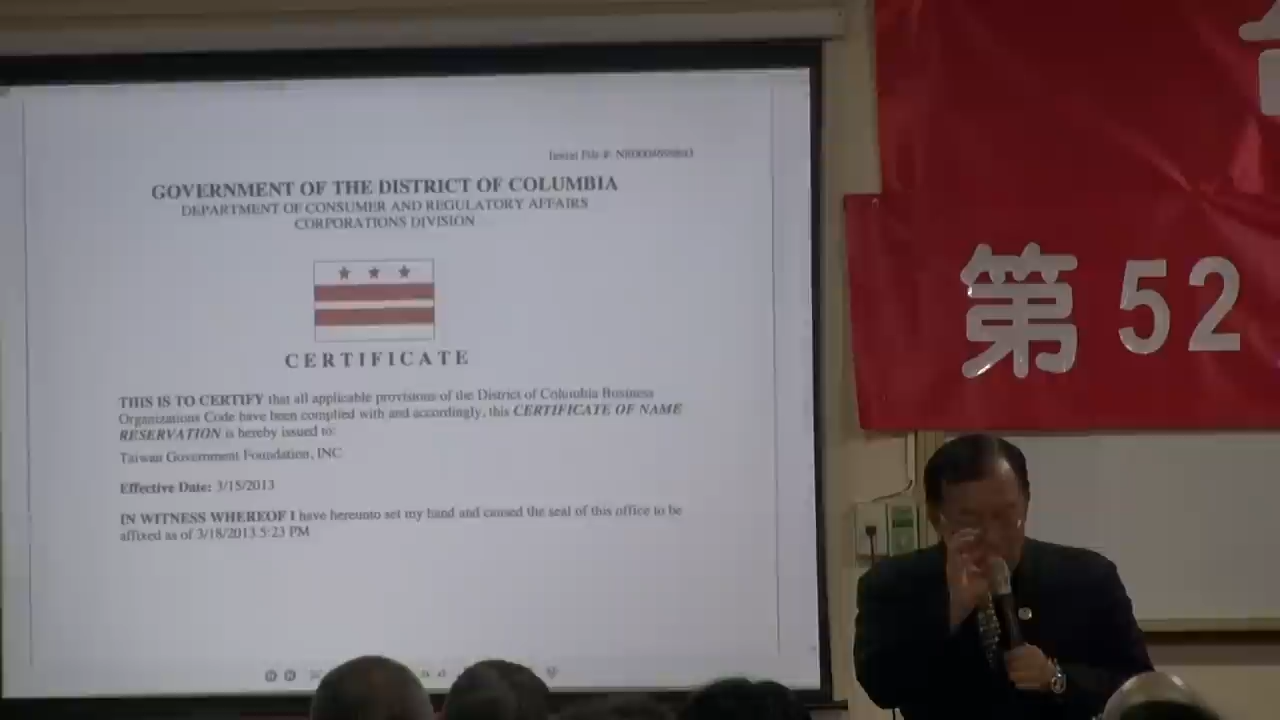 Initial File #:
GOVERNMENT OF THE DISTRICT OF COLUMBIA
DEPARTMENT OF CONSUMER AND REGULATORY AFFAIRS
CORPORATIONS DIVISION
CERTIFICATE
THIS IS TO CERTIFY that all applicable provisions of the District of Columbia Business
Organizations Code have been complied with and accordingly, this CERTIFICATE OF NAME
RESERVATION is hereby issued to:
Taiwan Government Foundation, INC
Effective Date: 3/15/2013
IN WITNESS WHEREOF I have hereunto set my hand and caused the seal of this office to be
affixed as of 3/18/2013 5:23 PM
第 52